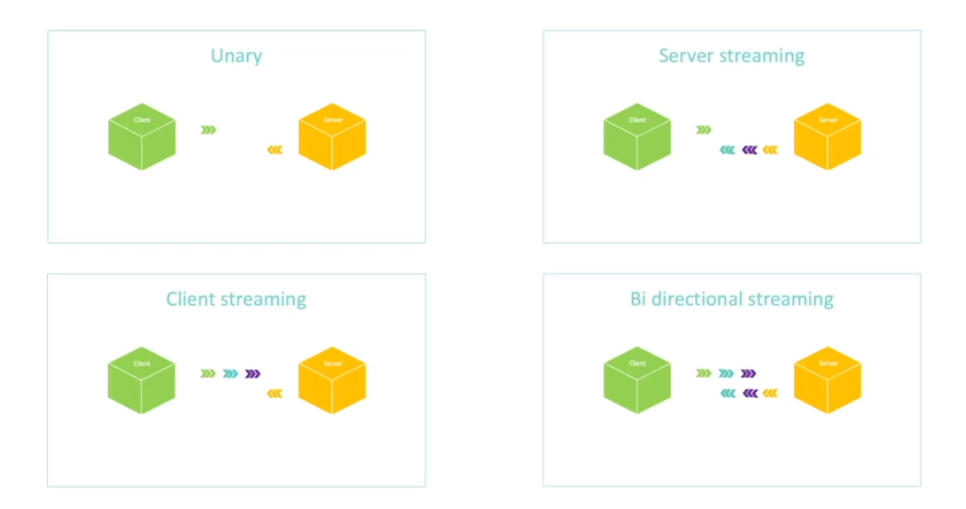 Unary
Client
Server
Server streaming
Client
Server
Client streaming
Client
Server
Bi directional streaming
Client
Server